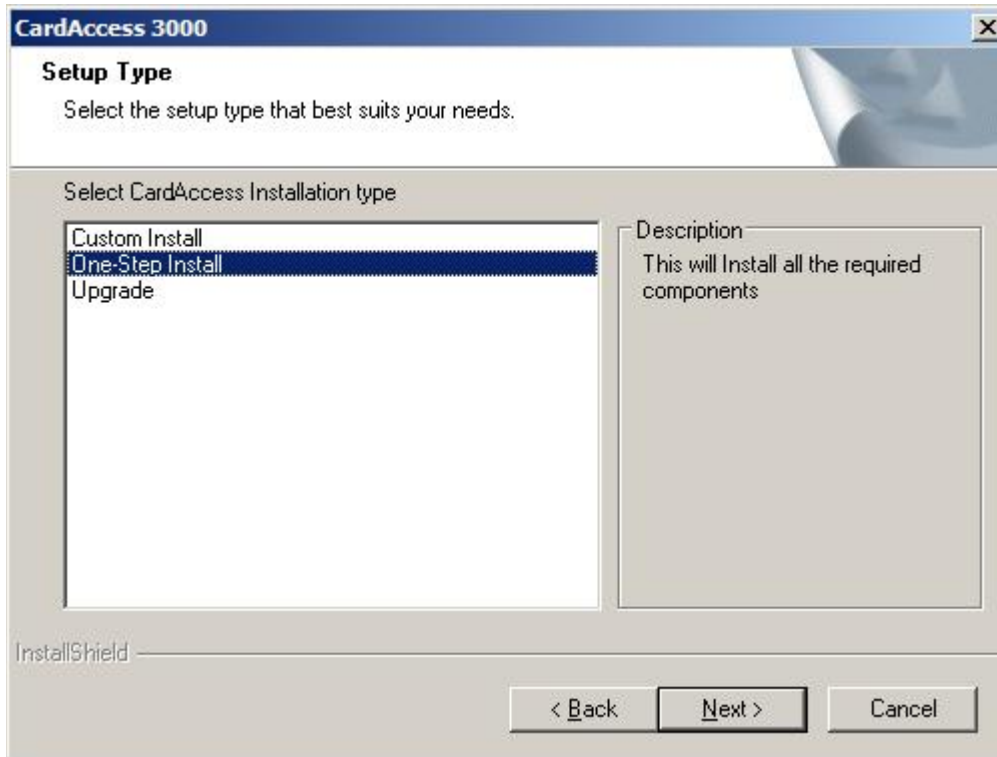 CardAccess 3000
Setup Type
Select the setup type that best suits your needs.
Select CardAccess Installation type
Custom Install
One-Step Install
Upgrade
Description
This will Install all the required
components
InstallShield
< Back
Next >
Cancel